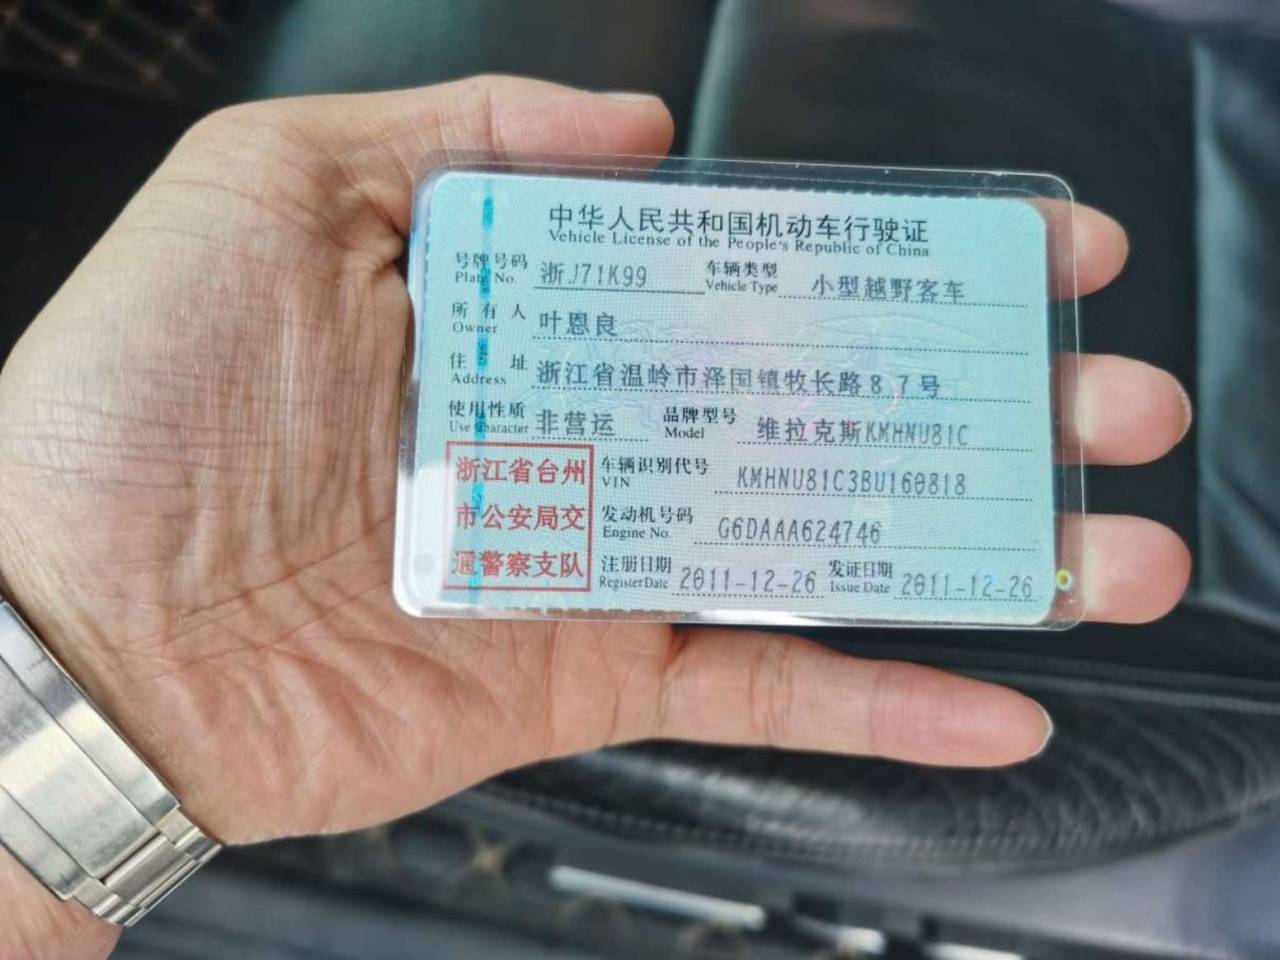 中华人民共和国机动车行驶证
Vehicle License of the People's Republic of China
号牌号码 浙J71K99 车辆类型 小型越野客车
Plate No. Vehicle Type
所有人 叶恩良
Owner
住址 浙江省温岭市泽国镇牧长路87号
Address
使用性质 非营运 品牌型号 维拉克斯KMHNU81C
Use Character Model
浙江省台州
市公安局交
通警察支队
车辆识别代号 KMHNU81C3BU160818
VIN
发动机号码 G6DAAA624746
Engine No.
注册日期 2011-12-26 发证日期 2011-12-26
Register Date Issue Date